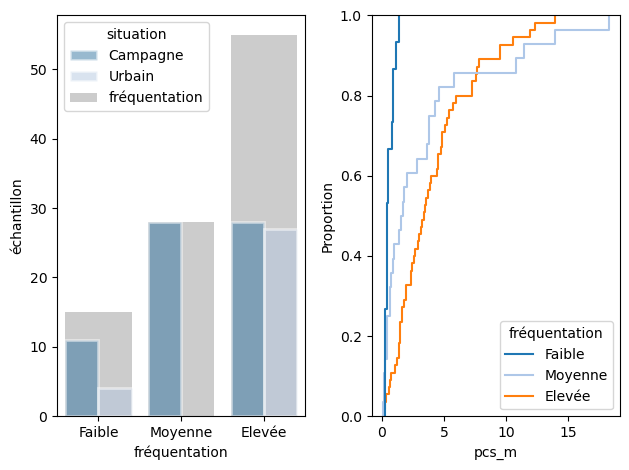 situation
Campagne
Urbain
fréquentation
50
40
30
20
10
0
échantillon
Faible
Moyenne
Elevée
fréquentation
1.0
0.8
0.6
0.4
0.2
0.0
Proportion
fréquentation
Faible
Moyenne
Elevée
0
5
10
15
pcs_m